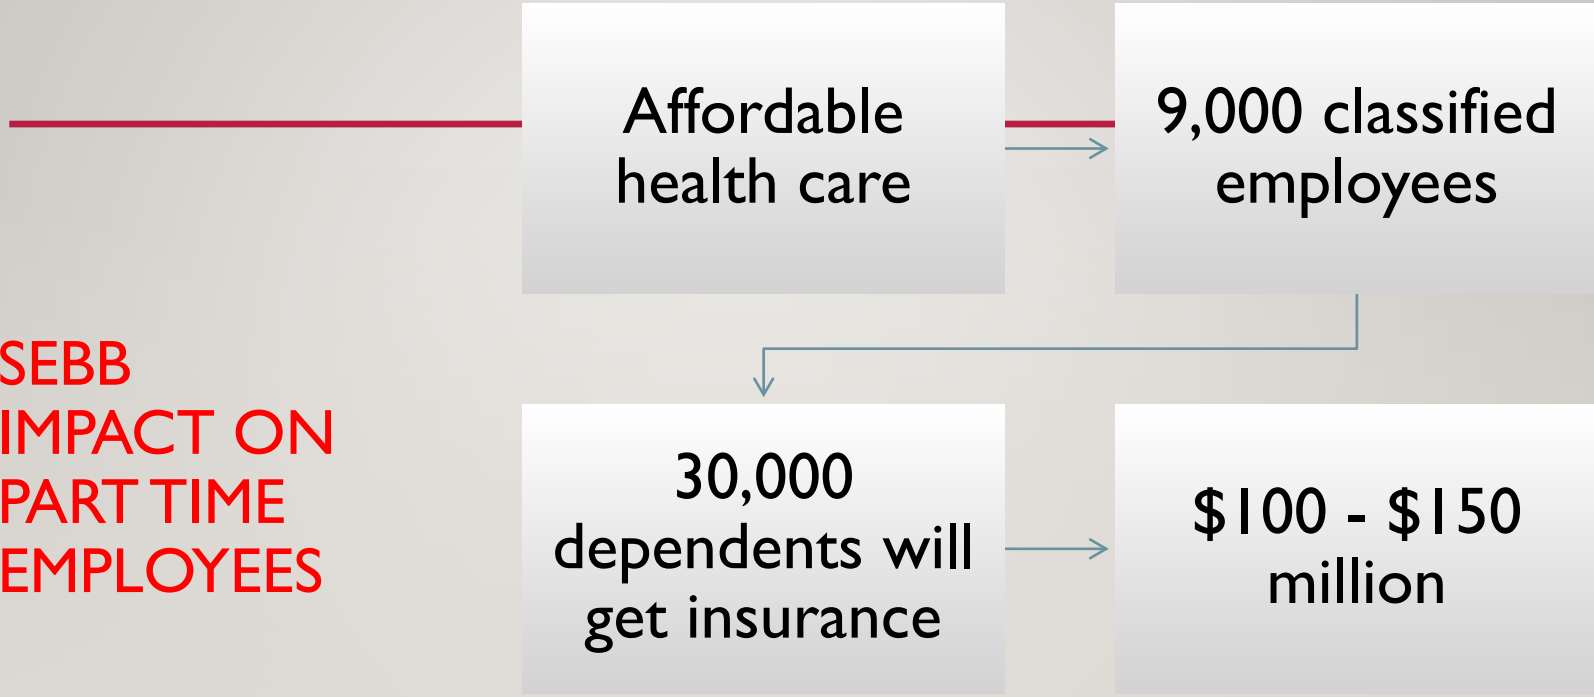 SEBB
IMPACT ON
PART TIME
EMPLOYEES
Affordable
health care
9,000 classified
employees
30,000
dependents will
get insurance
$100 - $150
million